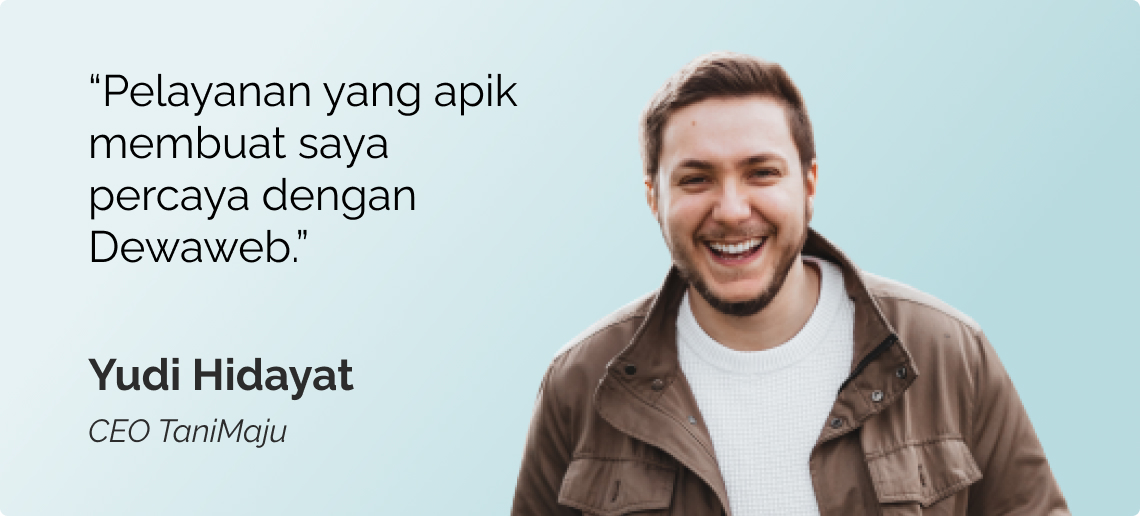 “Pelayanan yang apik
membuat saya
percaya dengan
Dewaweb.”
Yudi Hidayat
CEO TaniMaju